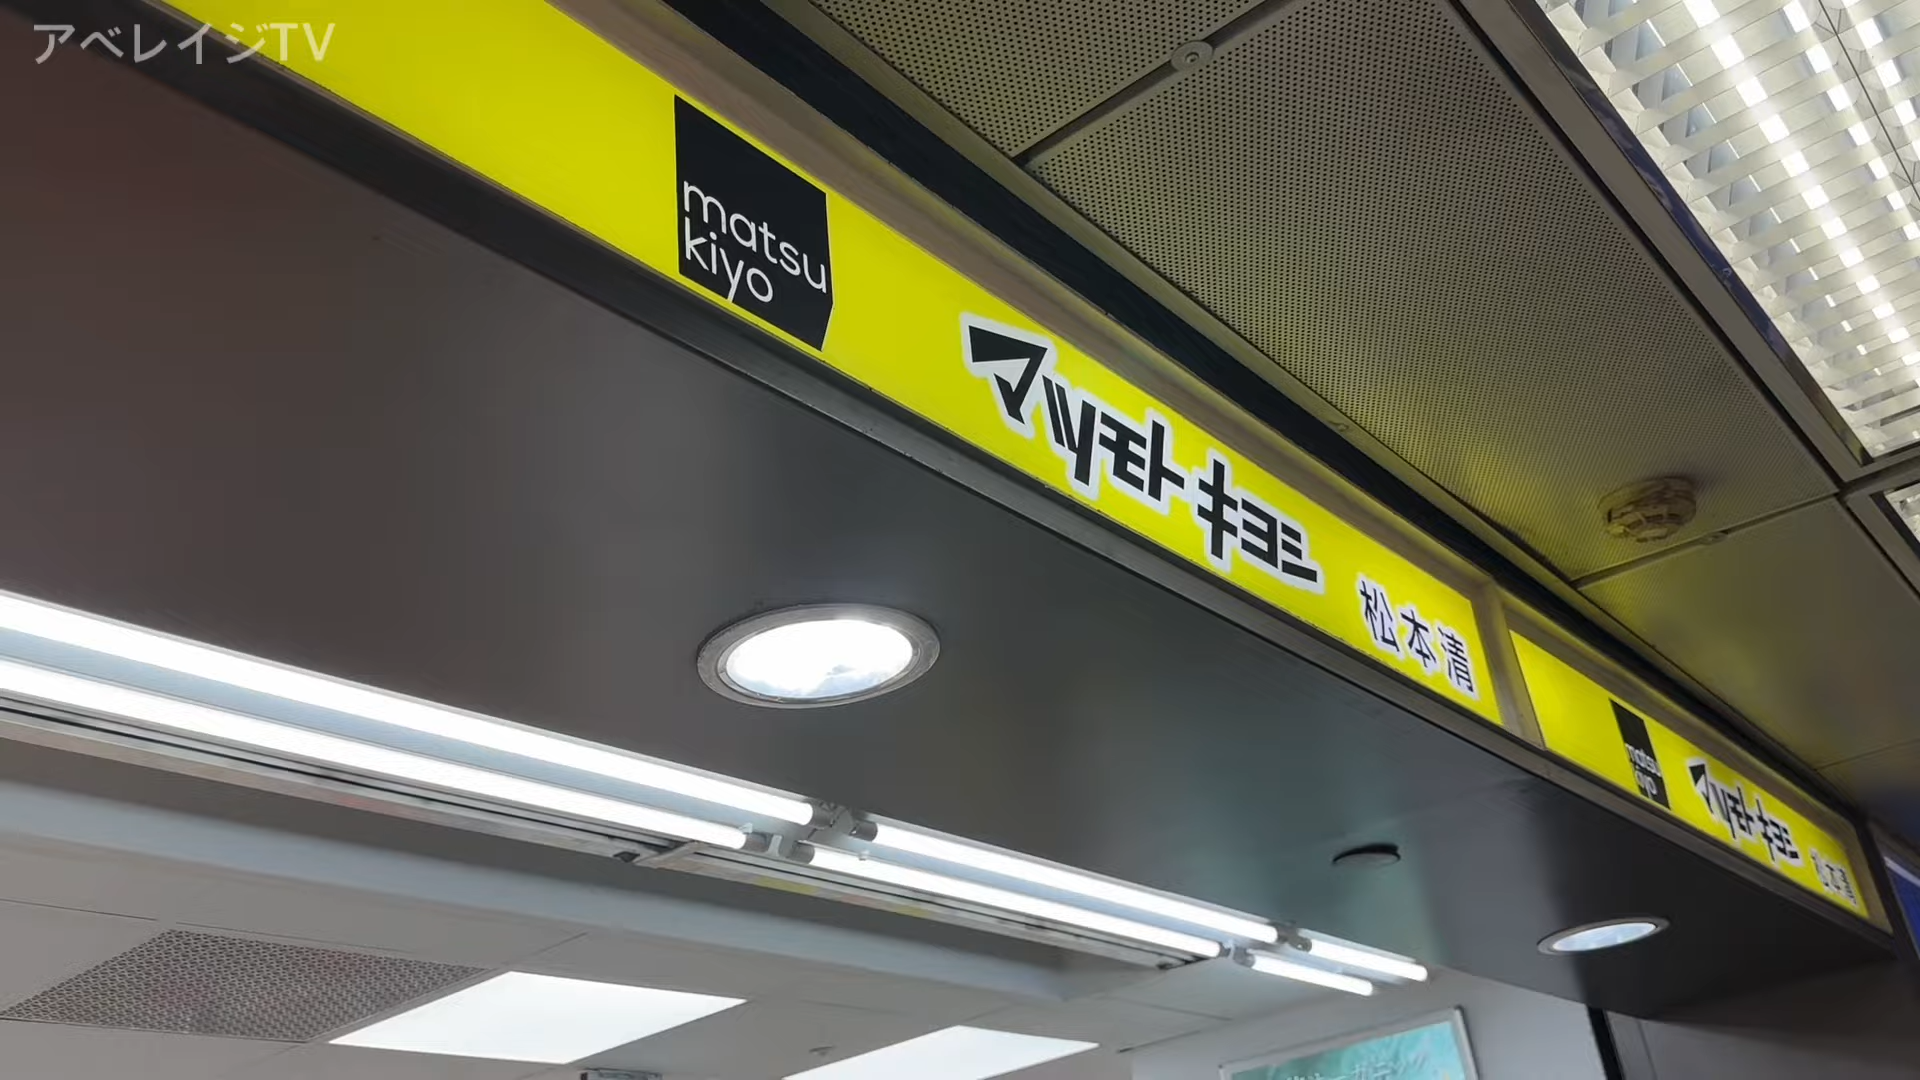 アベレイジTV
matsu
kiyo
マツモトキヨシ
松本清
matsu
kiyo
マツモトキヨシ
松本清